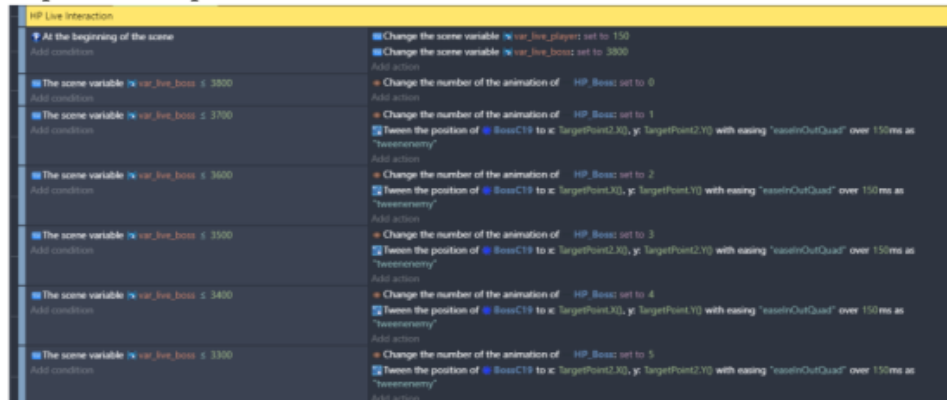 HP Live Interaction
At the beginning of the scene
Add condition
Change the scene variable var_live_player: set to 150
Change the scene variable var_live_boss: set to 3800
Add action
The scene variable var_live_boss ≤ 3800
Add condition
Change the number of the animation of HP_Boss: set to 0
Add action
The scene variable var_live_boss ≤ 3700
Add condition
Change the number of the animation of HP_Boss: set to 1
Tween the position of BossC19 to x: TargetPoint2.X(), y: TargetPoint2.Y() with easing "easeInOutQuad" over 150ms as
"tweenenemy"
Add action
The scene variable var_live_boss ≤ 3600
Add condition
Change the number of the animation of HP_Boss: set to 2
Tween the position of BossC19 to x: TargetPoint.X(), y: TargetPoint.Y() with easing "easeInOutQuad" over 150ms as
"tweenenemy"
Add action
The scene variable var_live_boss ≤ 3500
Add condition
Change the number of the animation of HP_Boss: set to 3
Tween the position of BossC19 to x: TargetPoint2.X(), y: TargetPoint2.Y() with easing "easeInOutQuad" over 150ms as
"tweenenemy"
Add action
The scene variable var_live_boss ≤ 3400
Add condition
Change the number of the animation of HP_Boss: set to 4
Tween the position of BossC19 to x: TargetPoint.X(), y: TargetPoint.Y() with easing "easeInOutQuad" over 150ms as
"tweenenemy"
Add action
The scene variable var_live_boss ≤ 3300
Add condition
Change the number of the animation of HP_Boss: set to 5
Tween the position of BossC19 to x: TargetPoint2.X(), y: TargetPoint2.Y() with easing "easeInOutQuad" over 150ms as
"tweenenemy"
Add action